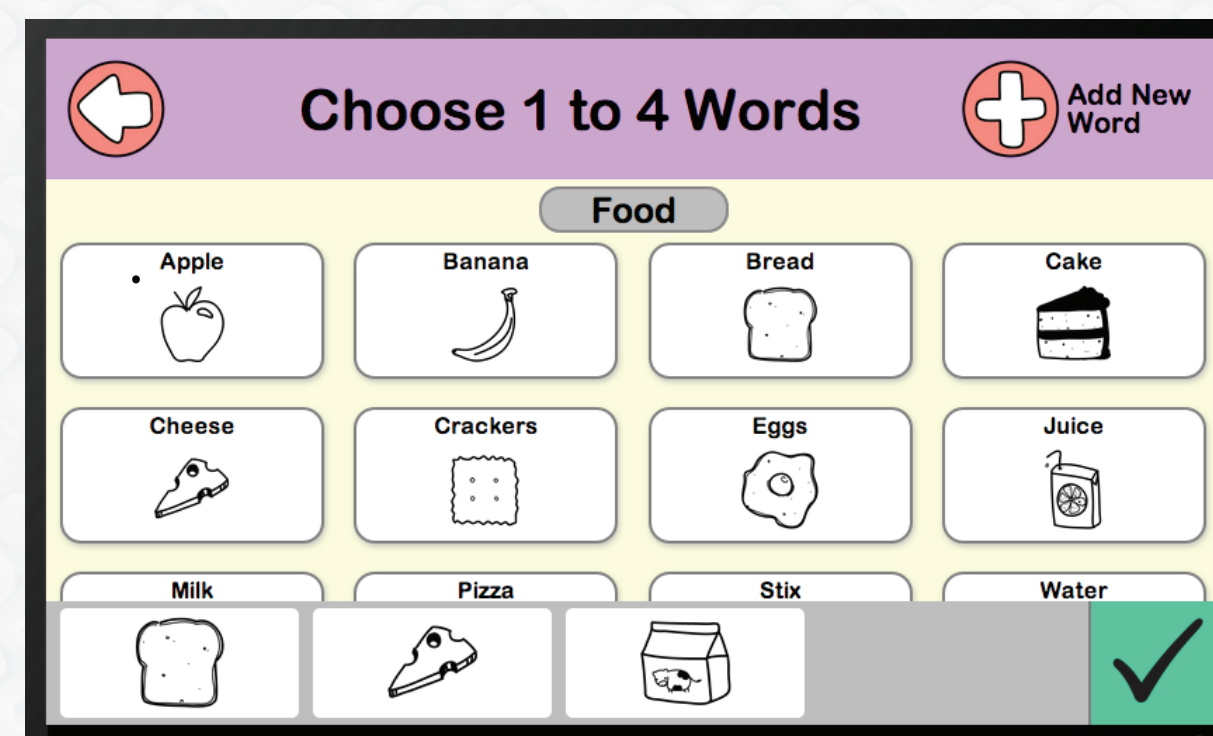 Choose 1 to 4 Words
Add New
Word
Food
Apple
Banana
Bread
Cake
Cheese
Crackers
Eggs
Juice
Milk
Pizza
Stix
Water